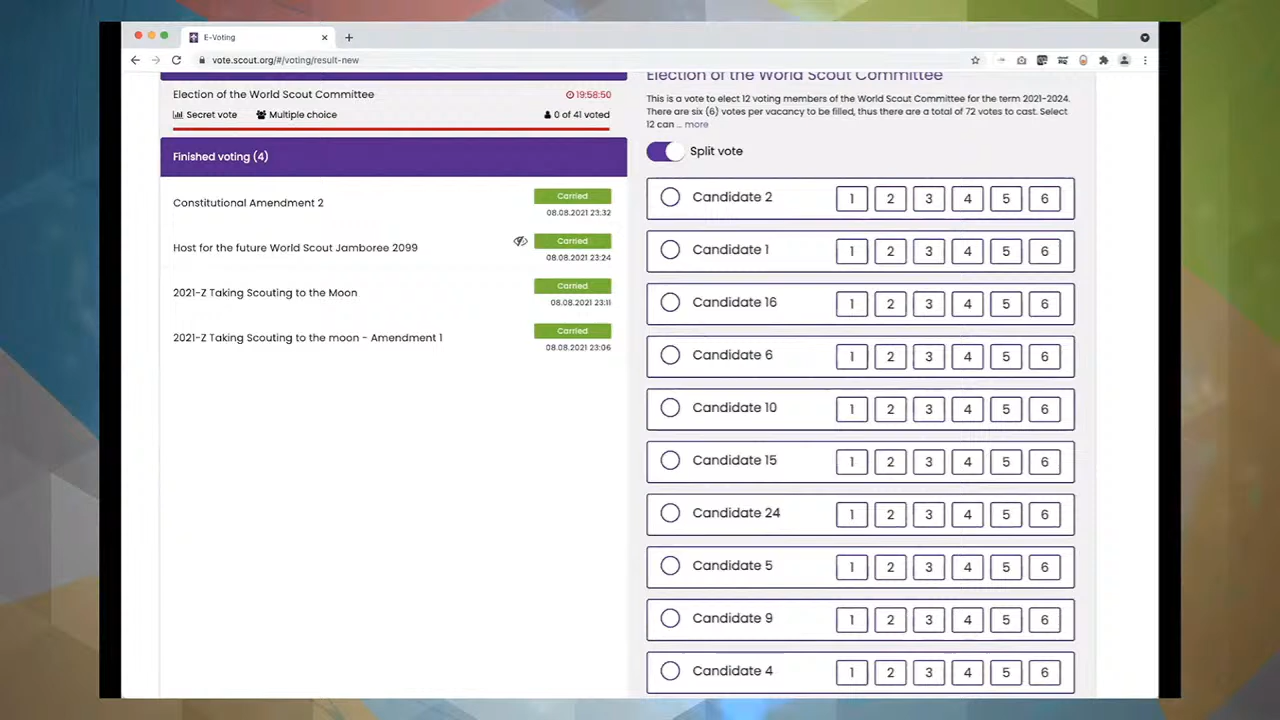 E-Voting
vote.scout.org/#/voting/result-new
Election of the World Scout Committee
19:58:50
Secret vote
Multiple choice
0 of 41 voted
Finished voting (4)
Constitutional Amendment 2
Carried
08.08.2021 23:32
Host for the future World Scout Jamboree 2099
Carried
08.08.2021 23:24
2021-Z Taking Scouting to the Moon
Carried
08.08.2021 23:11
2021-Z Taking Scouting to the moon - Amendment 1
Carried
08.08.2021 23:06
Election of the World Scout Committee
This is a vote to elect 12 voting members of the World Scout Committee for the term 2021-2024.
There are six (6) votes per vacancy to be filled, thus there are a total of 72 votes to cast. Select
12 can ... more
Split vote
Candidate 2 1 2 3 4 5 6
Candidate 1 1 2 3 4 5 6
Candidate 16 1 2 3 4 5 6
Candidate 6 1 2 3 4 5 6
Candidate 10 1 2 3 4 5 6
Candidate 15 1 2 3 4 5 6
Candidate 24 1 2 3 4 5 6
Candidate 5 1 2 3 4 5 6
Candidate 9 1 2 3 4 5 6
Candidate 4 1 2 3 4 5 6